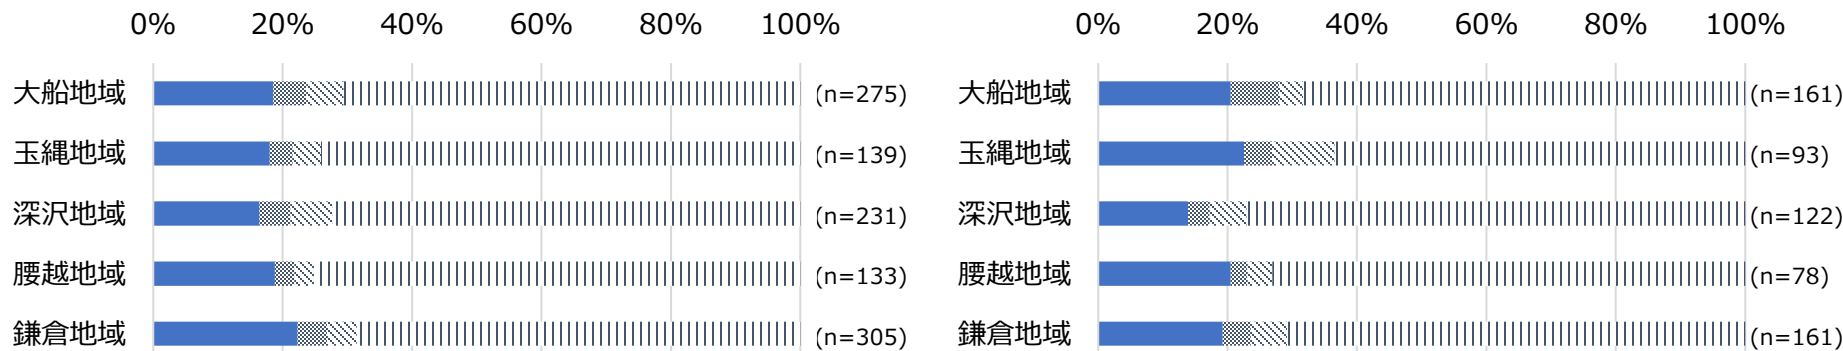 0% 20% 40% 60% 80% 100%
大船地域 (n=275)
玉縄地域 (n=139)
深沢地域 (n=231)
腰越地域 (n=133)
鎌倉地域 (n=305)
0% 20% 40% 60% 80% 100%
大船地域 (n=161)
玉縄地域 (n=93)
深沢地域 (n=122)
腰越地域 (n=78)
鎌倉地域 (n=161)